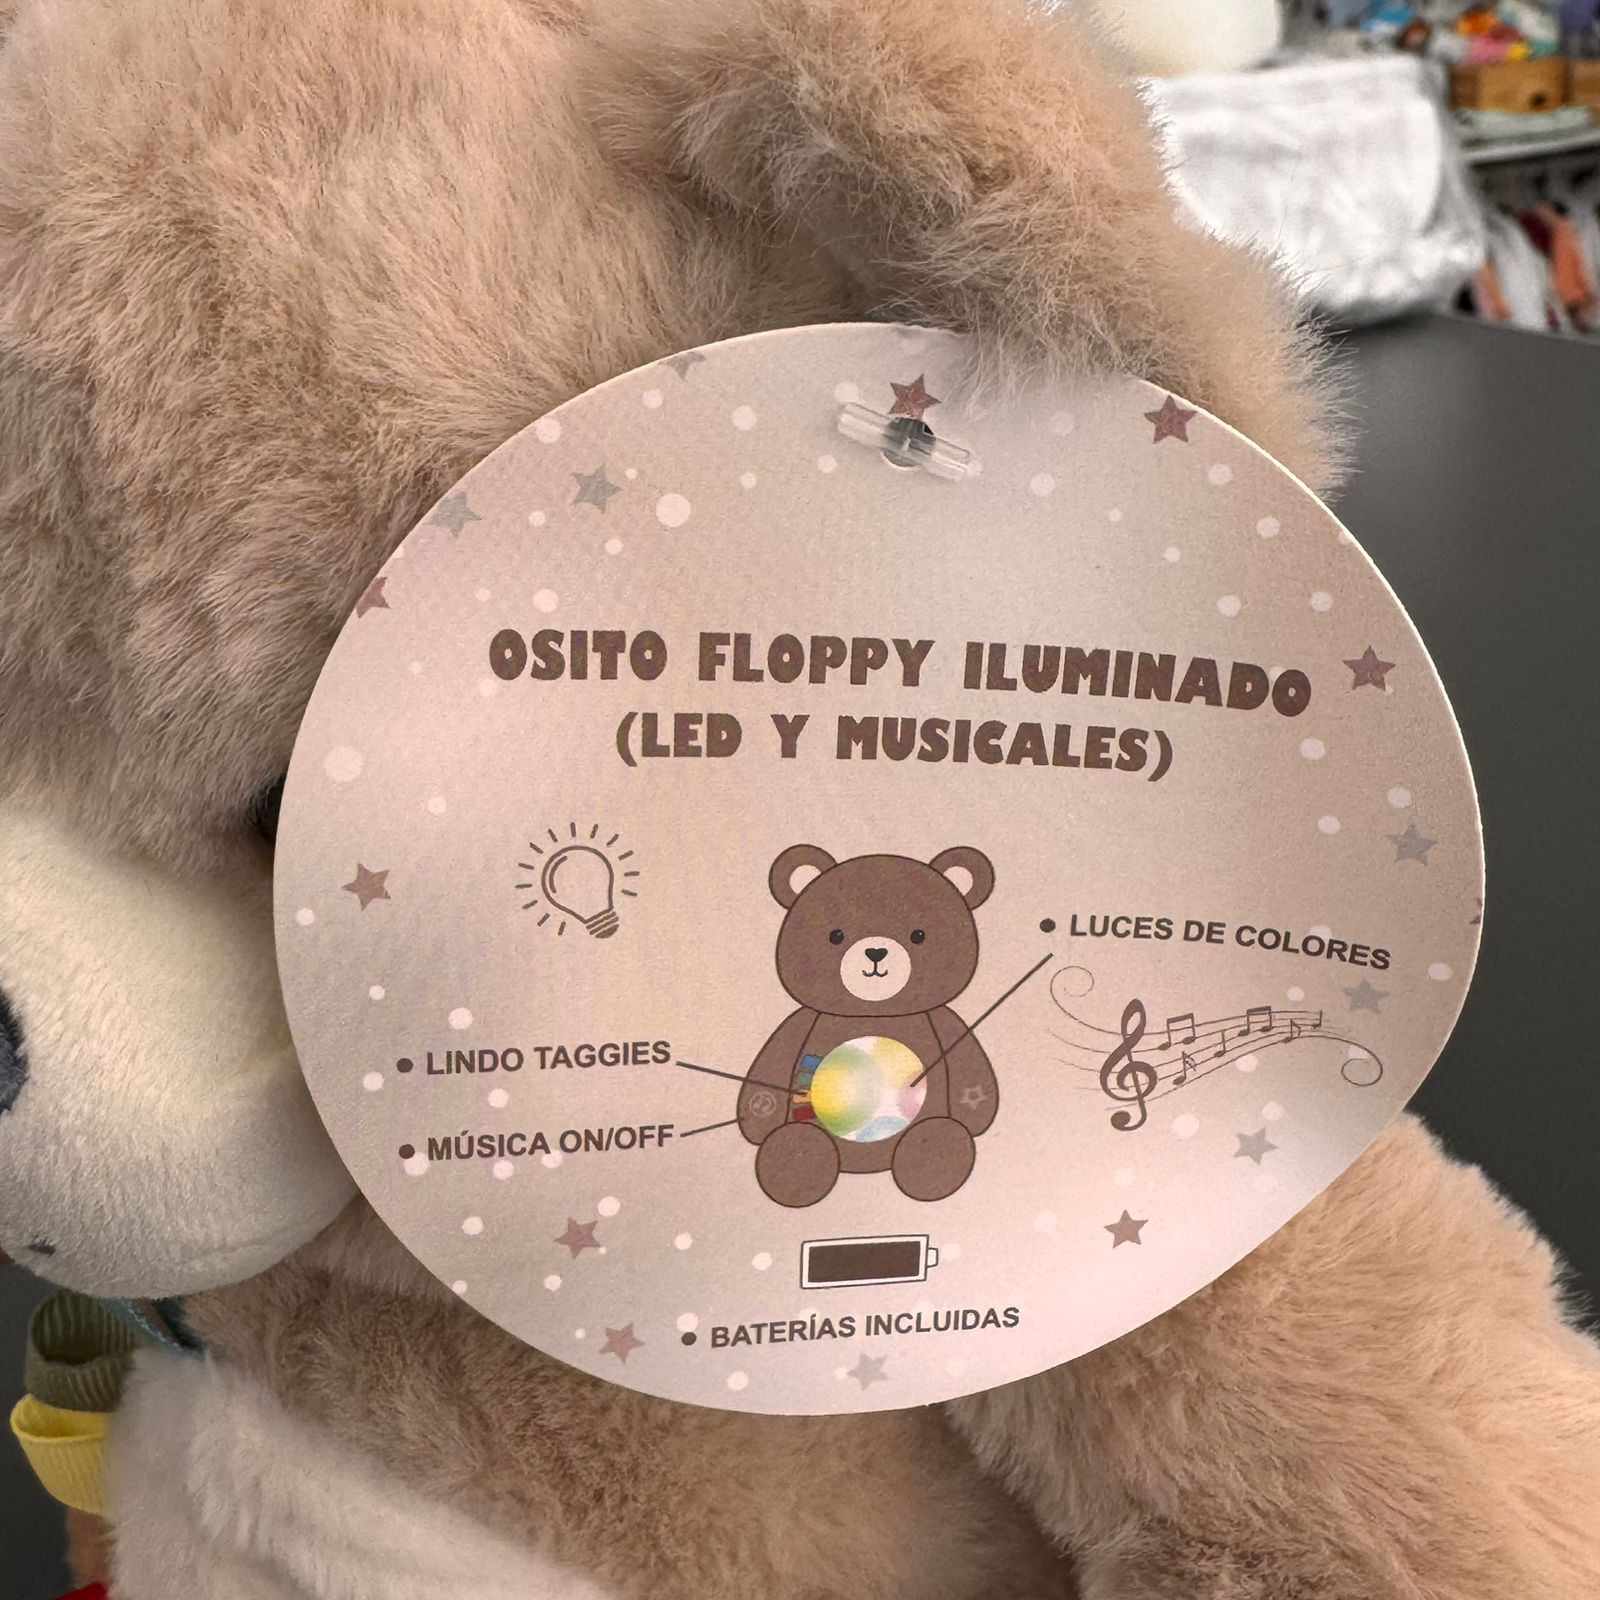 OSITO FLOPPY ILUMINADO
(LED Y MUSICALES)
• LUCES DE COLORES
• LINDO TAGGIES
• MÚSICA ON/OFF
• BATERÍAS INCLUIDAS